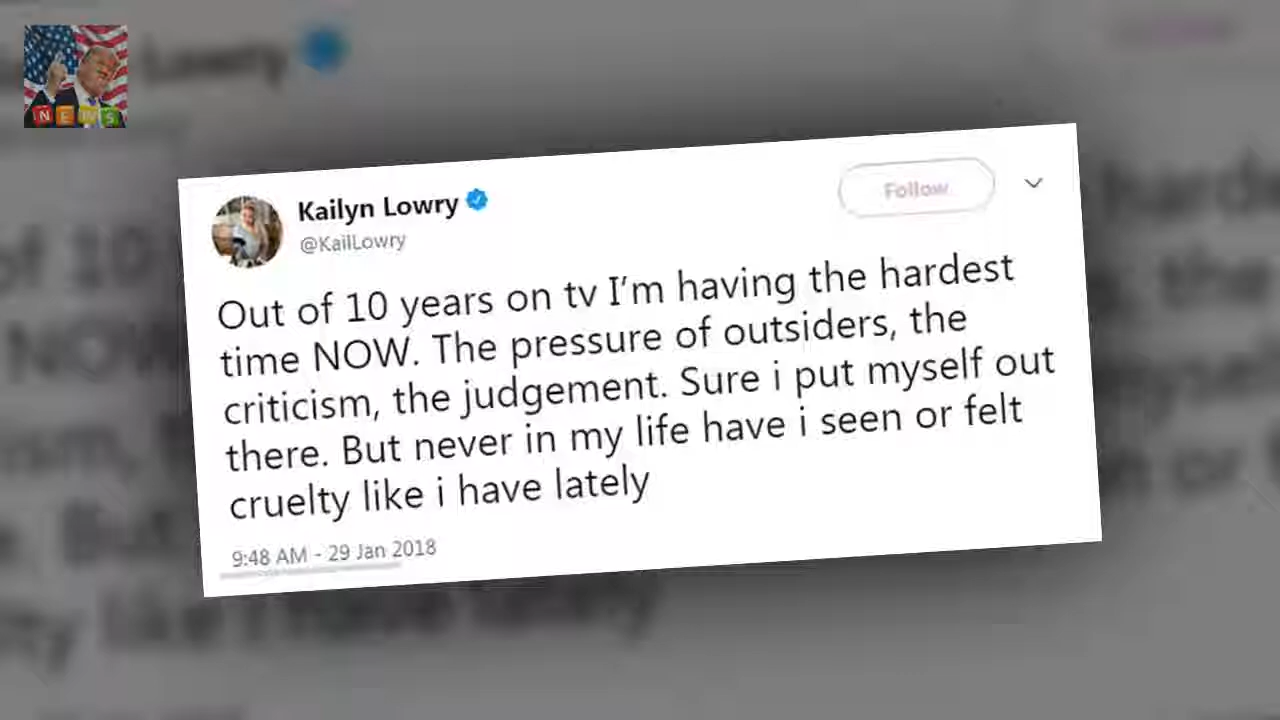 NEWS
Kailyn Lowry
@KailLowry
Follow
Out of 10 years on tv I'm having the hardest
time NOW. The pressure of outsiders, the
criticism, the judgement. Sure i put myself out
there. But never in my life have i seen or felt
cruelty like i have lately
9:48 AM - 29 Jan 2018